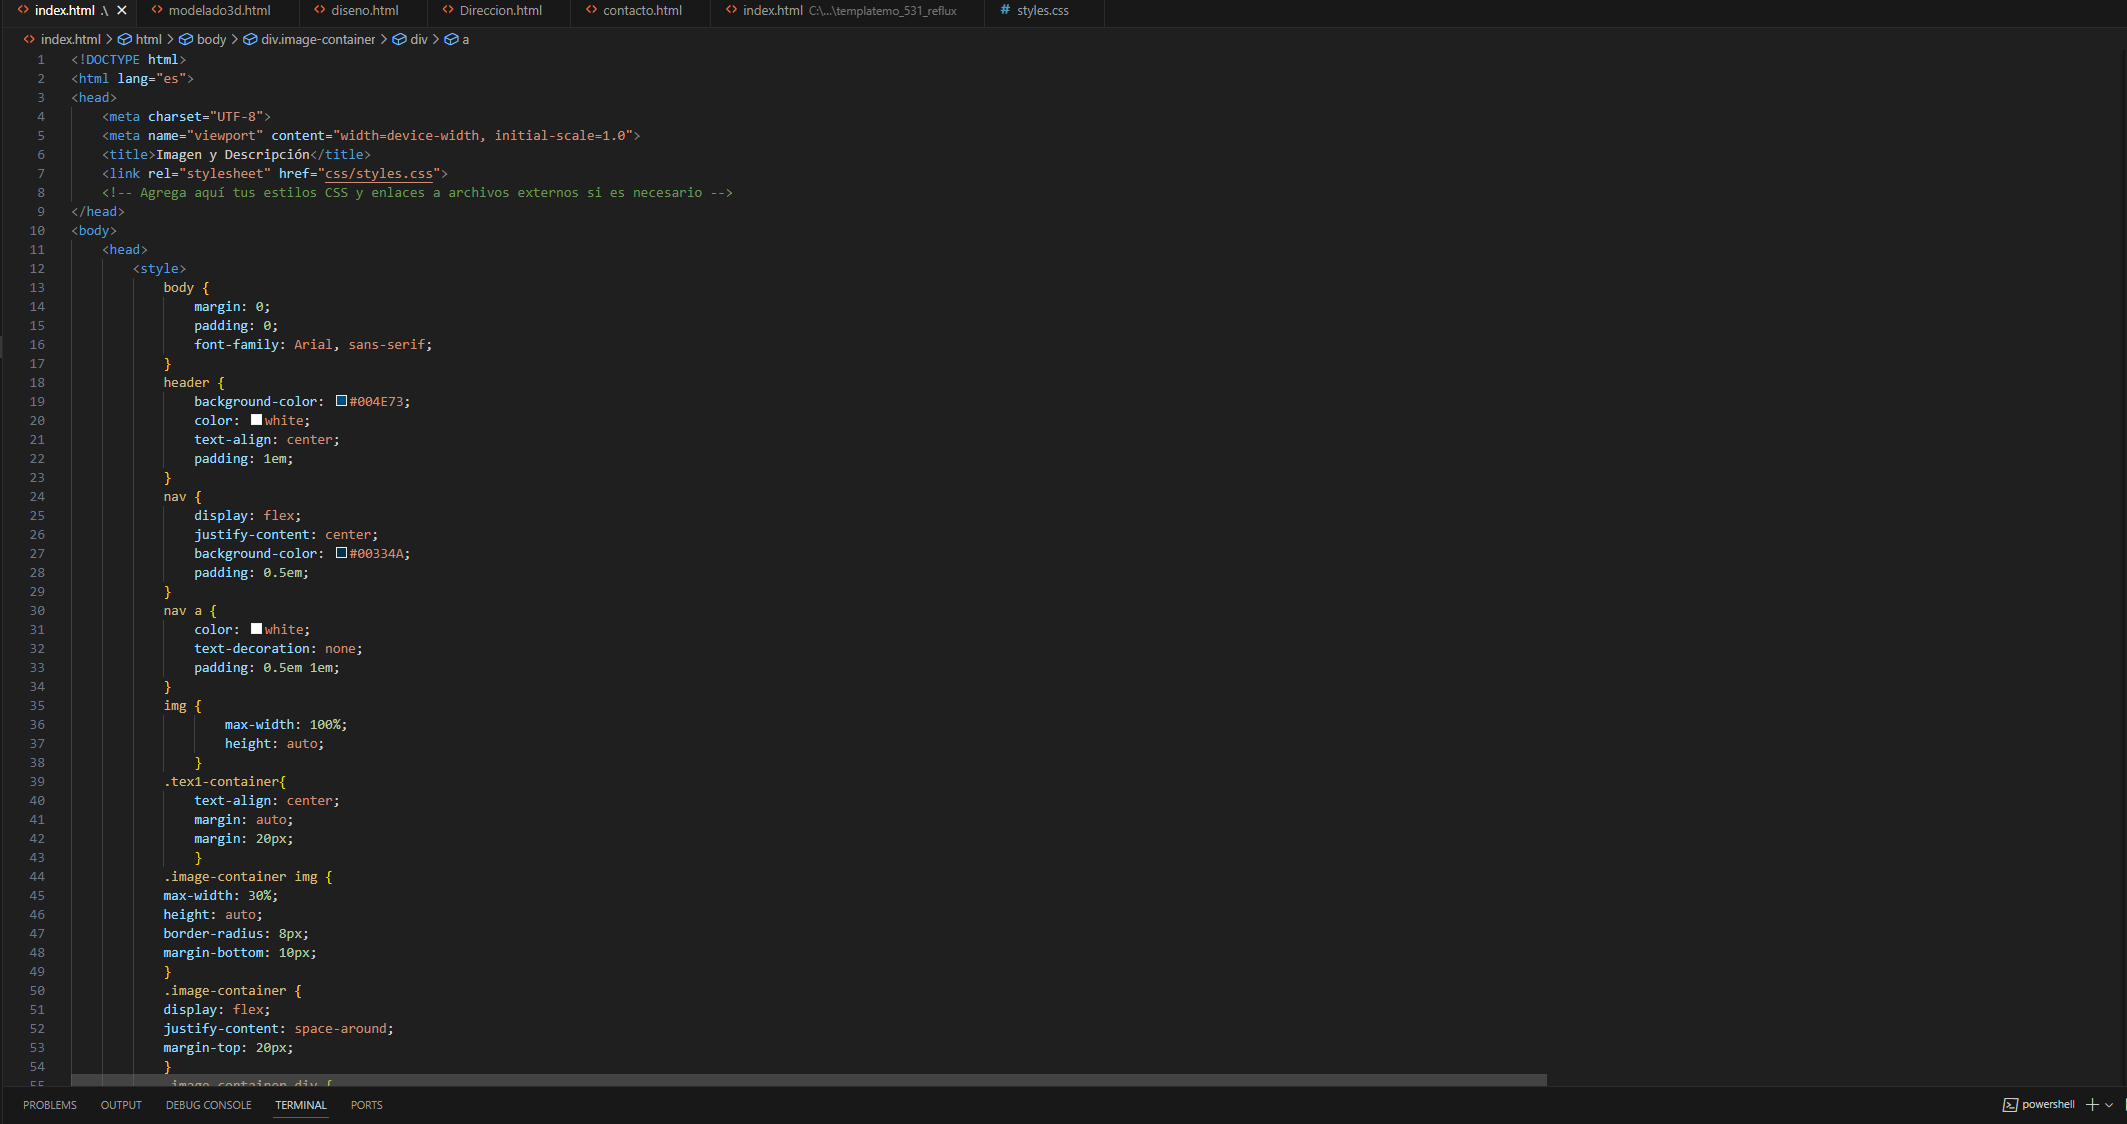 index.html .\ modelado3d.html diseno.html Direccion.html contacto.html index.html C:\...\templatemo_531_reflux # styles.css
index.html > html > body > div.image-container > div > a
1 <!DOCTYPE html>
2 <html lang="es">
3 <head>
4 <meta charset="UTF-8">
5 <meta name="viewport" content="width=device-width, initial-scale=1.0">
6 <title>Imagen y Descripción</title>
7 <link rel="stylesheet" href="css/styles.css">
8 <!-- Agrega aquí tus estilos CSS y enlaces a archivos externos si es necesario -->
9 </head>
10 <body>
11 <head>
12 <style>
13 body {
14 margin: 0;
15 padding: 0;
16 font-family: Arial, sans-serif;
17 }
18 header {
19 background-color: #004E73;
20 color: white;
21 text-align: center;
22 padding: 1em;
23 }
24 nav {
25 display: flex;
26 justify-content: center;
27 background-color: #00334A;
28 padding: 0.5em;
29 }
30 nav a {
31 color: white;
32 text-decoration: none;
33 padding: 0.5em 1em;
34 }
35 img {
36 max-width: 100%;
37 height: auto;
38 }
39 .tex1-container{
40 text-align: center;
41 margin: auto;
42 margin: 20px;
43 }
44 .image-container img {
45 max-width: 30%;
46 height: auto;
47 border-radius: 8px;
48 margin-bottom: 10px;
49 }
50 .image-container {
51 display: flex;
52 justify-content: space-around;
53 margin-top: 20px;
54 }
55 .image-container div {
PROBLEMS OUTPUT DEBUG CONSOLE TERMINAL PORTS powershell